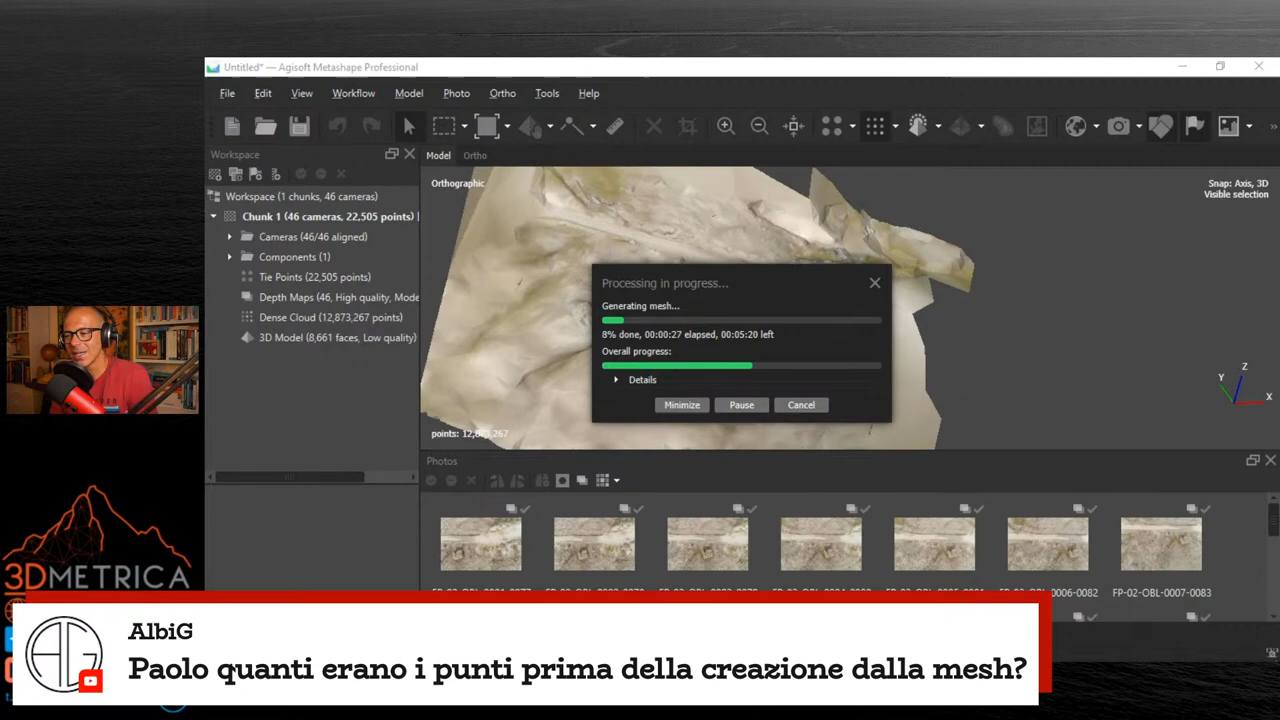 Untitled* — Agisoft Metashape Professional
File Edit View Workflow Model Photo Ortho Tools Help
Workspace
Model Ortho
Workspace (1 chunks, 46 cameras)
Chunk 1 (46 cameras, 22,505 points)
Cameras (46/46 aligned)
Components (1)
Tie Points (22,505 points)
Depth Maps (46, High quality, Mode
Dense Cloud (12,873,267 points)
3D Model (8,661 faces, Low quality)
Orthographic
Snap: Axis, 3D
Visible selection
Processing in progress...
Generating mesh...
8% done, 00:00:27 elapsed, 00:05:20 left
Overall progress:
Details
Minimize Pause Cancel
Z
Y
X
points: 12,873,267
Photos
FP-02-OBL-0006-0082 FP-02-OBL-0007-0083
3DMETRICA
AlbiG
Paolo quanti erano i punti prima della creazione dalla mesh?